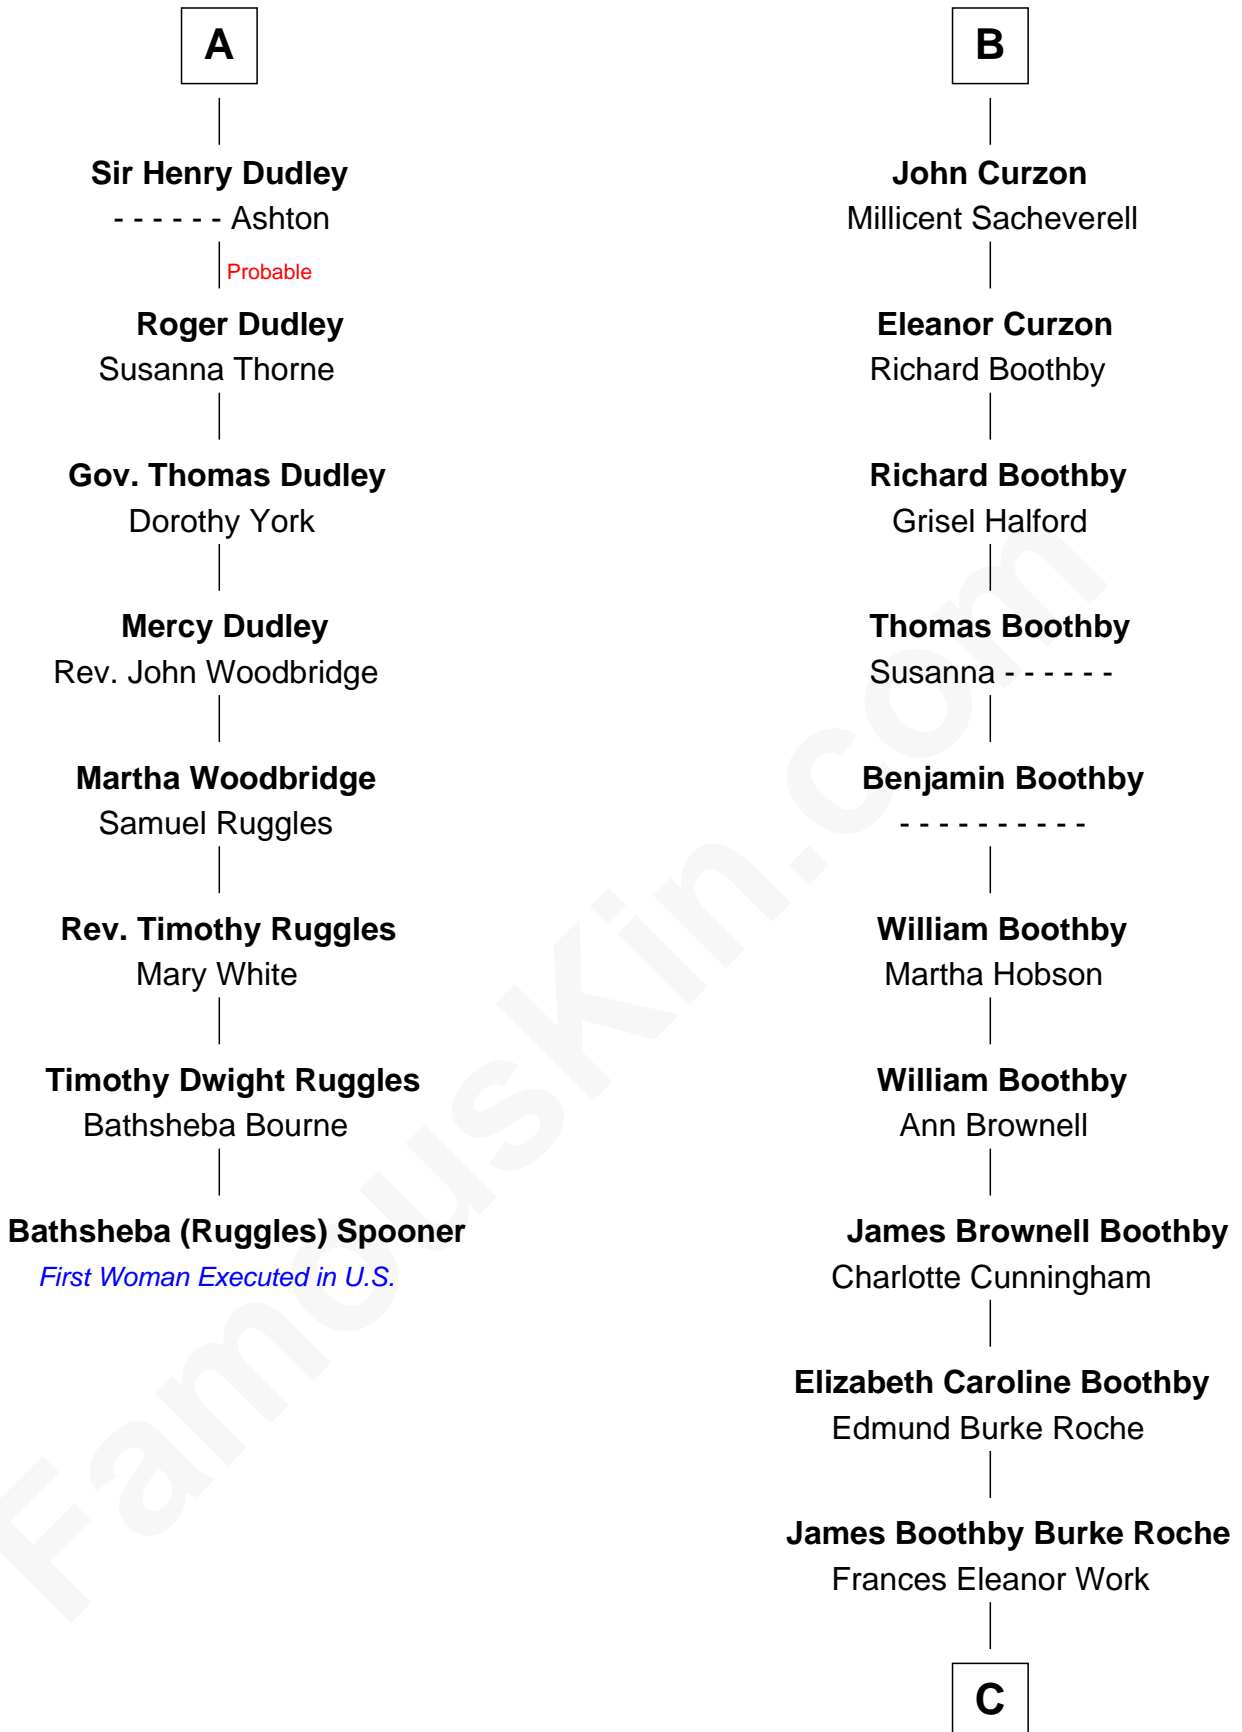 A
Sir Henry Dudley
- - - - - - Ashton
Probable
Roger Dudley
Susanna Thorne
Gov. Thomas Dudley
Dorothy York
Mercy Dudley
Rev. John Woodbridge
Martha Woodbridge
Samuel Ruggles
Rev. Timothy Ruggles
Mary White
Timothy Dwight Ruggles
Bathsheba Bourne
Bathsheba (Ruggles) Spooner
First Woman Executed in U.S.
B
John Curzon
Millicent Sacheverell
Eleanor Curzon
Richard Boothby
Richard Boothby
Grisel Halford
Thomas Boothby
Susanna - - - - - -
Benjamin Boothby
- - - - - - - - - -
William Boothby
Martha Hobson
William Boothby
Ann Brownell
James Brownell Boothby
Charlotte Cunningham
Elizabeth Caroline Boothby
Edmund Burke Roche
James Boothby Burke Roche
Frances Eleanor Work
C
FamousKin.com